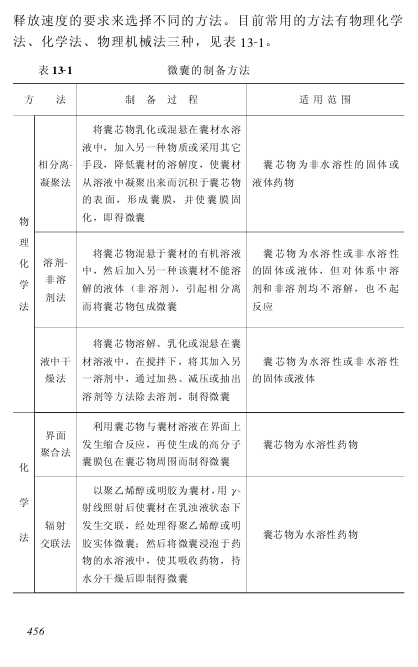 释放速度的要求来选择不同的方法。目前常用的方法有物理化学
法、化学法、物理机械法三种，见表 13-1。
表 13-1 微囊的制备方法
方 法 制 备 过 程 适 用 范 围
物理化学法
相分离-
凝聚法
将囊芯物乳化或混悬在囊材水溶
液中，加入另一种物质或采用其它
手段，降低囊材的溶解度，使囊材
从溶液中凝聚出来而沉积于囊芯物
的表面，形成囊膜，并使囊膜固
化，即得微囊
囊芯物为非水溶性的固体或
液体药物
溶剂-
非溶
剂法
将囊芯物混悬于囊材的有机溶液
中，然后加入另一种该囊材不能溶
解的液体（非溶剂），引起相分离
而将囊芯物包成微囊
囊芯物为水溶性或非水溶性
的固体或液体，但对体系中溶
剂和非溶剂均不溶解，也不起
反应
液中干
燥法
将囊芯物溶解、乳化或混悬在囊
材溶液中，在搅拌下，将其加入另
一溶剂中，通过加热、减压或抽出
溶剂等方法除去溶剂，制得微囊
囊芯物为水溶性或非水溶性
的固体或液体
化学法
界面
聚合法
利用囊芯物与囊材溶液在界面上
发生缩合反应，再使生成的高分子
囊膜包在囊芯物周围而制得微囊
囊芯物为水溶性药物
辐射
交联法
以聚乙烯醇或明胶为囊材，用 γ-
射线照射后使囊材在乳浊液状态下
发生交联，经处理得聚乙烯醇或明
胶实体微囊；然后将微囊浸泡于药
物的水溶液中，使其吸收药物，待
水分干燥后即制得微囊
囊芯物为水溶性药物
456